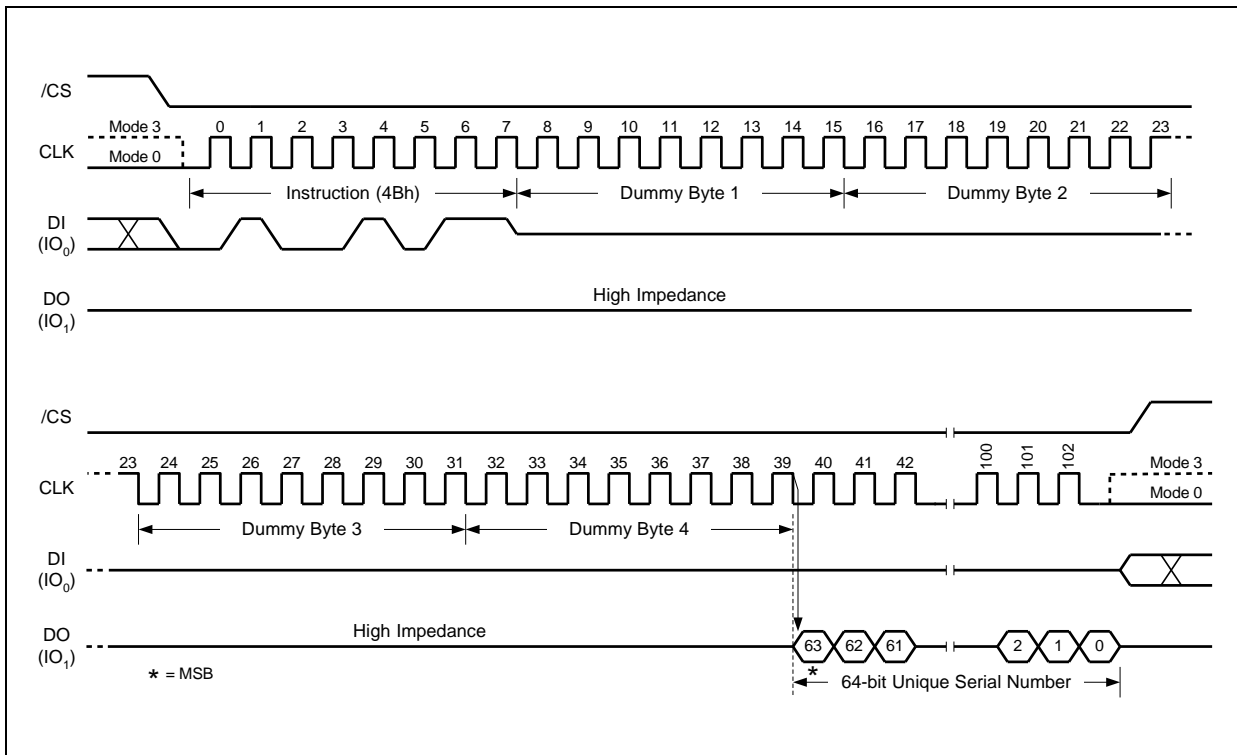 /CS
Mode 3 0 1 2 3 4 5 6 7 8 9 10 11 12 13 14 15 16 17 18 19 20 21 22 23
CLK
Mode 0
Instruction (4Bh) Dummy Byte 1 Dummy Byte 2
DI
(IO0)
High Impedance
DO
(IO1)
/CS
23 24 25 26 27 28 29 30 31 32 33 34 35 36 37 38 39 40 41 42 100 101 102 Mode 3
CLK
Mode 0
Dummy Byte 3 Dummy Byte 4
DI
(IO0)
DO
(IO1)
High Impedance
63 62 61 2 1 0
* = MSB
*
64-bit Unique Serial Number